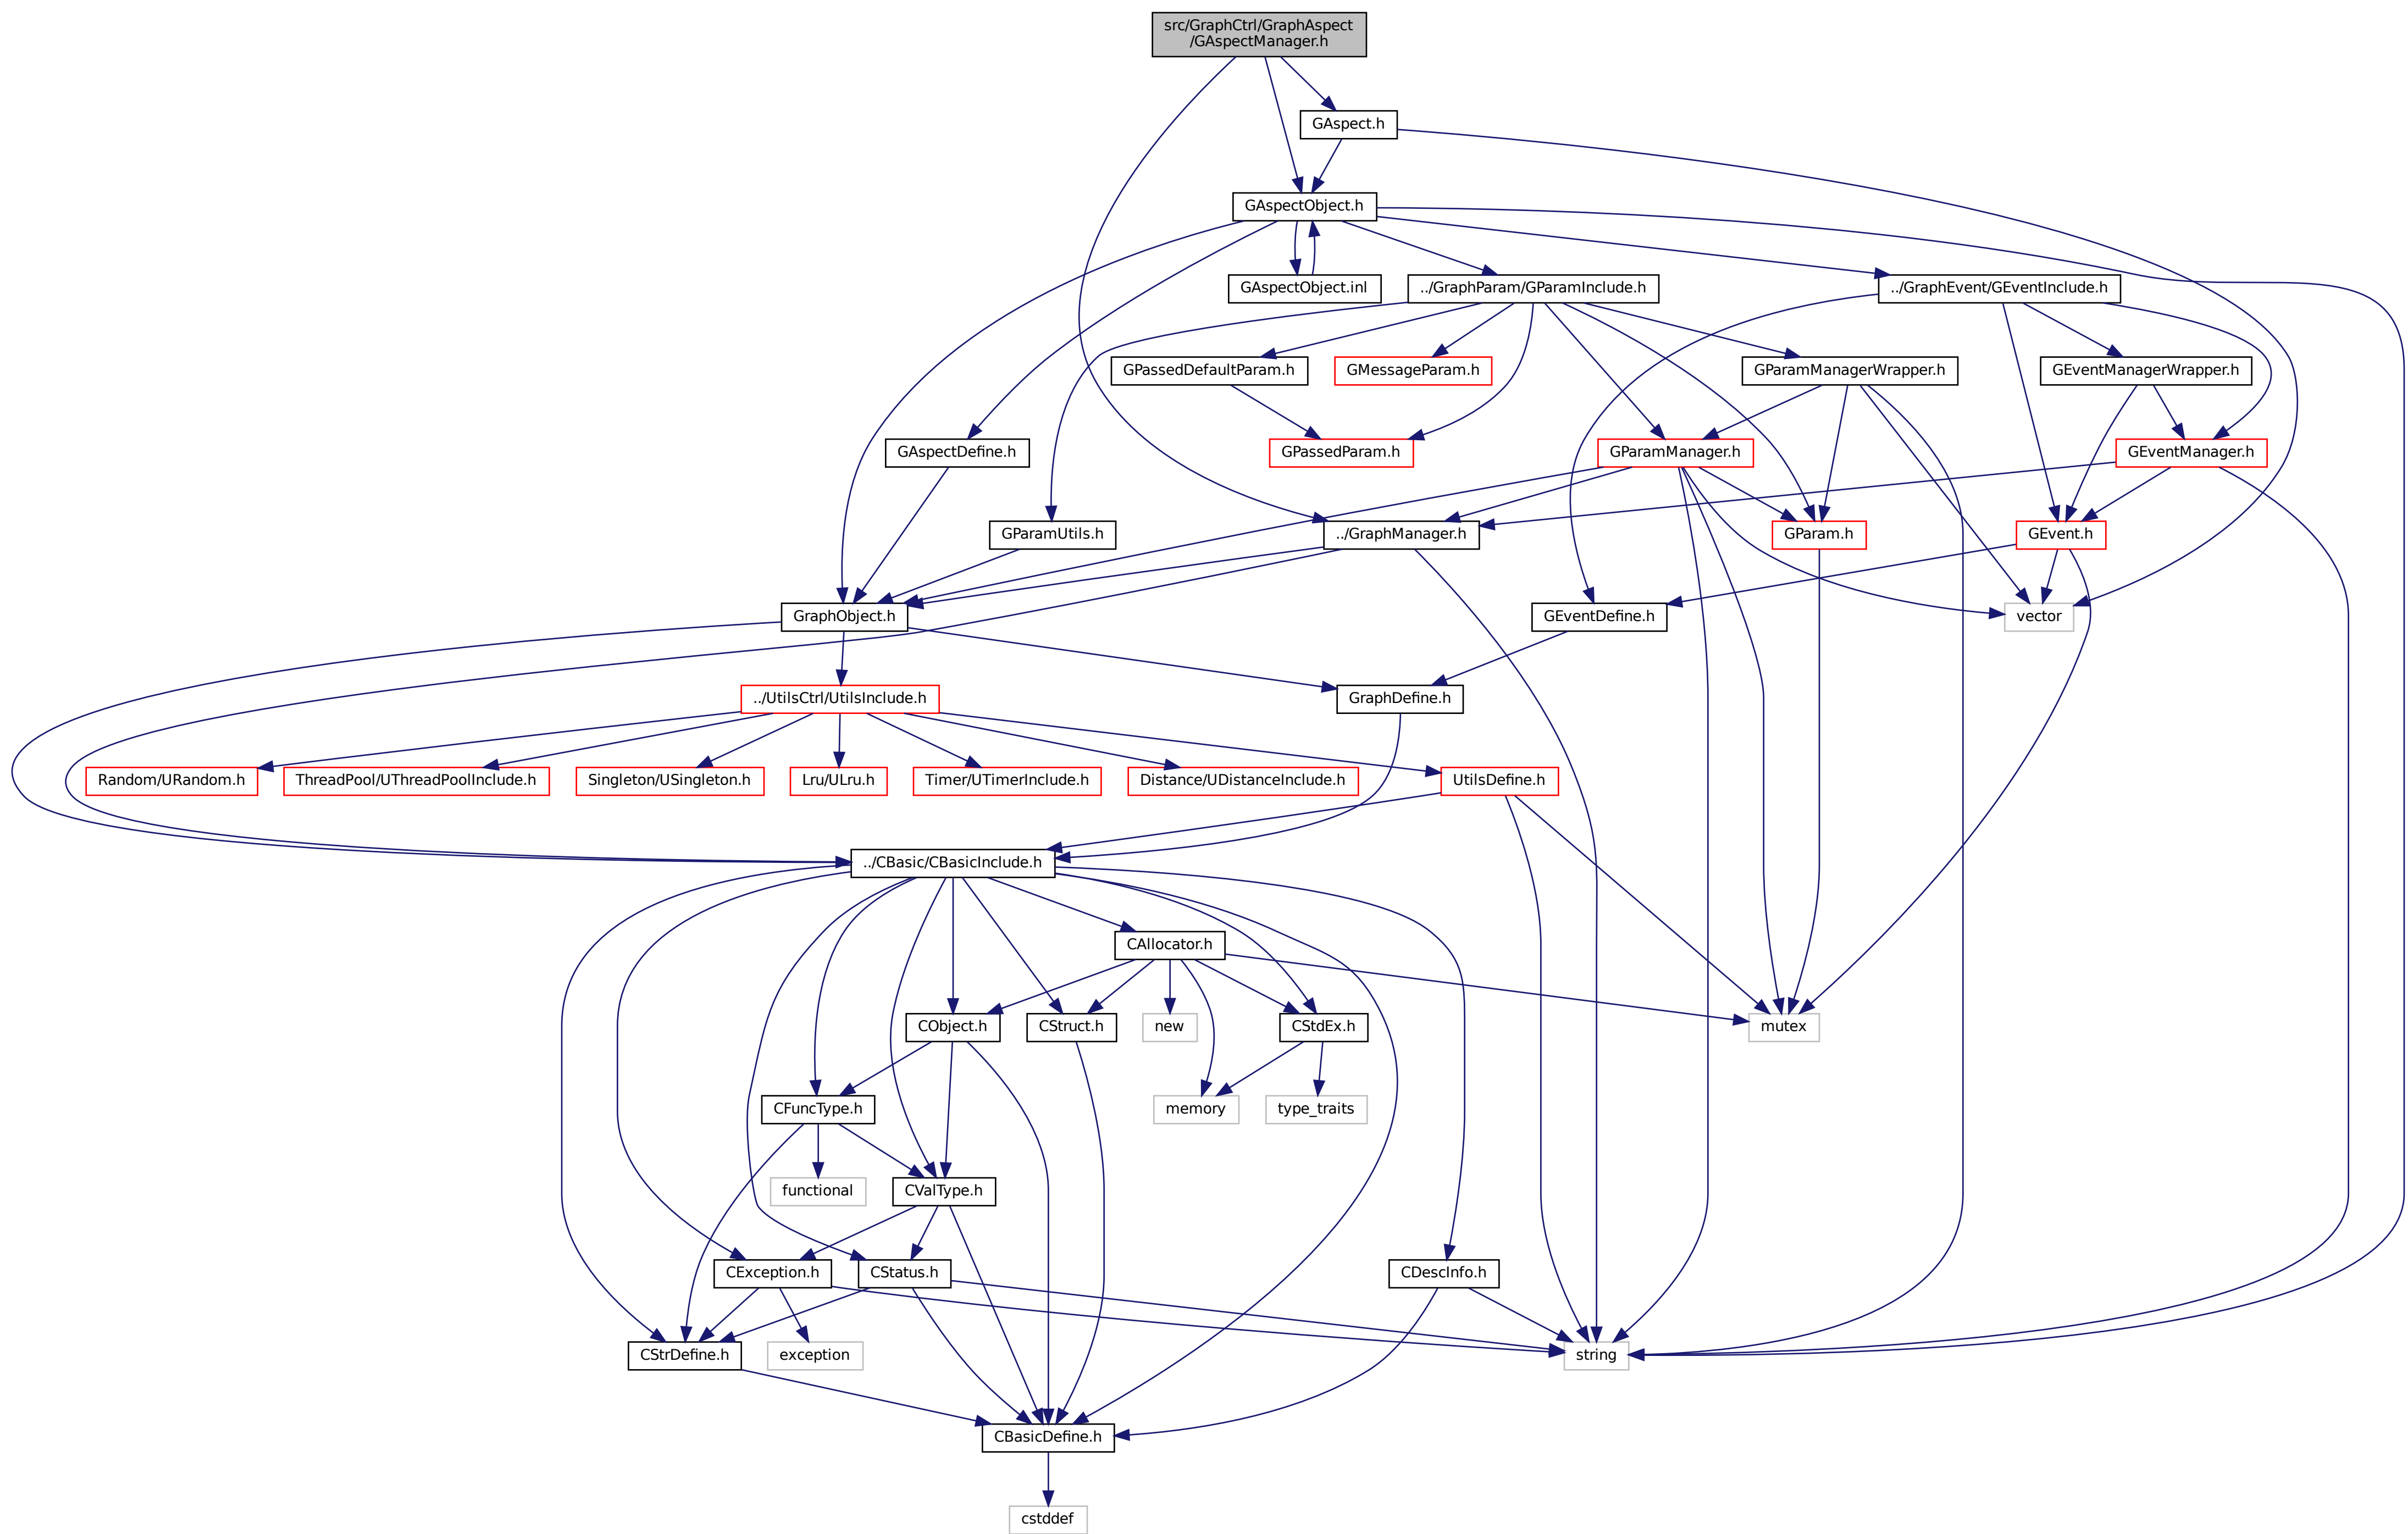 src/GraphCtrl/GraphAspect
/GAspectManager.h
GAspect.h
GAspectObject.h
GAspectObject.inl
../GraphParam/GParamInclude.h
../GraphEvent/GEventInclude.h
GPassedDefaultParam.h
GMessageParam.h
GParamManagerWrapper.h
GEventManagerWrapper.h
GAspectDefine.h
GPassedParam.h
GParamManager.h
GEventManager.h
GParamUtils.h
../GraphManager.h
GParam.h
GEvent.h
GraphObject.h
GEventDefine.h
vector
../UtilsCtrl/UtilsInclude.h
GraphDefine.h
Random/URandom.h
ThreadPool/UThreadPoolInclude.h
Singleton/USingleton.h
Lru/ULru.h
Timer/UTimerInclude.h
Distance/UDistanceInclude.h
UtilsDefine.h
../CBasic/CBasicInclude.h
CAllocator.h
CObject.h
CStruct.h
new
CStdEx.h
mutex
CFuncType.h
memory
type_traits
functional
CValType.h
CException.h
CStatus.h
CDescInfo.h
CStrDefine.h
exception
string
CBasicDefine.h
cstddef